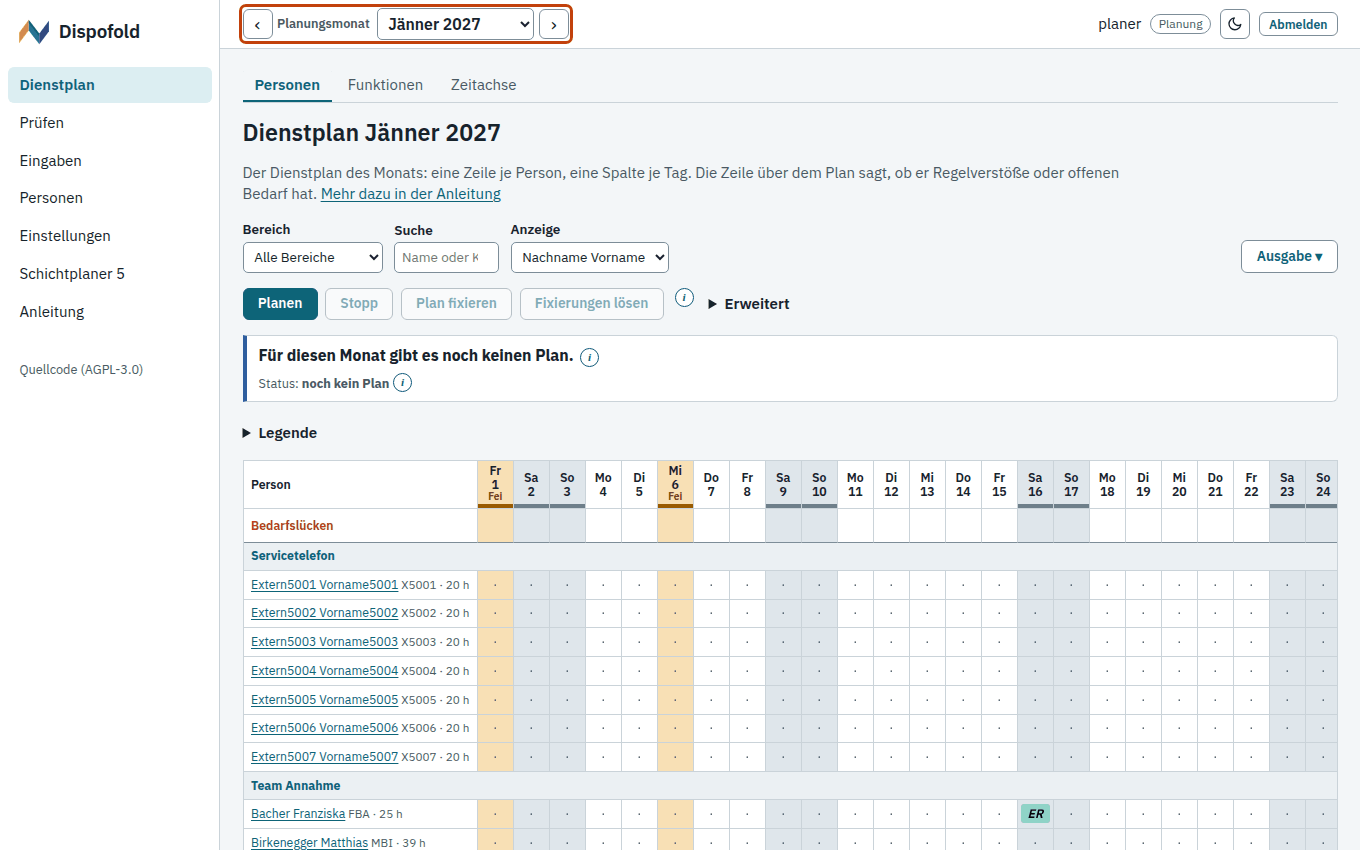 Dispofold
‹ Planungsmonat Jänner 2027 ›
planer Planung Abmelden
Dienstplan
Prüfen
Eingaben
Personen
Einstellungen
Schichtplaner 5
Anleitung
Quellcode (AGPL-3.0)
Personen Funktionen Zeitachse
Dienstplan Jänner 2027
Der Dienstplan des Monats: eine Zeile je Person, eine Spalte je Tag. Die Zeile über dem Plan sagt, ob er Regelverstöße oder offenen
Bedarf hat. Mehr dazu in der Anleitung
Bereich Suche Anzeige
Alle Bereiche Name oder K Nachname Vorname Ausgabe ▾
Planen Stopp Plan fixieren Fixierungen lösen i ▶ Erweitert
Für diesen Monat gibt es noch keinen Plan. i
Status: noch kein Plan i
▶ Legende
Person Fr 1 Fei Sa 2 So 3 Mo 4 Di 5 Mi 6 Fei Do 7 Fr 8 Sa 9 So 10 Mo 11 Di 12 Mi 13 Do 14 Fr 15 Sa 16 So 17 Mo 18 Di 19 Mi 20 Do 21 Fr 22 Sa 23 So 24
Bedarfslücken
Servicetelefon
Extern5001 Vorname5001 X5001 · 20 h · · · · · · · · · · · · · · · · · · · · · · · ·
Extern5002 Vorname5002 X5002 · 20 h · · · · · · · · · · · · · · · · · · · · · · · ·
Extern5003 Vorname5003 X5003 · 20 h · · · · · · · · · · · · · · · · · · · · · · · ·
Extern5004 Vorname5004 X5004 · 20 h · · · · · · · · · · · · · · · · · · · · · · · ·
Extern5005 Vorname5005 X5005 · 20 h · · · · · · · · · · · · · · · · · · · · · · · ·
Extern5006 Vorname5006 X5006 · 20 h · · · · · · · · · · · · · · · · · · · · · · · ·
Extern5007 Vorname5007 X5007 · 20 h · · · · · · · · · · · · · · · · · · · · · · · ·
Team Annahme
Bacher Franziska FBA · 25 h · · · · · · · · · · · · · · · ER · · · · · · · ·
Birkenegger Matthias MBI · 39 h · · · · · · · · · · · · · · · · · · · · · · · ·